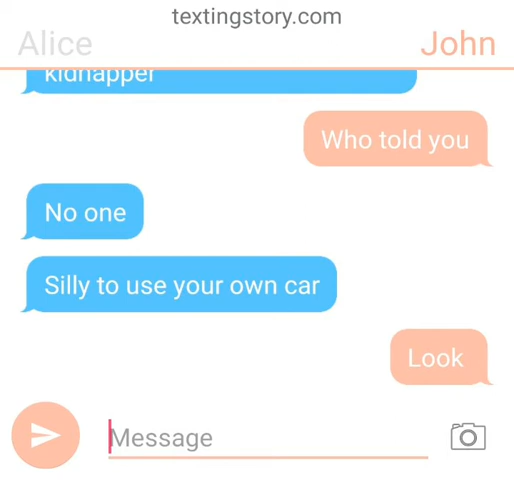 textingstory.com
Alice
John
kidnapper
Who told you
No one
Silly to use your own car
Look
Message